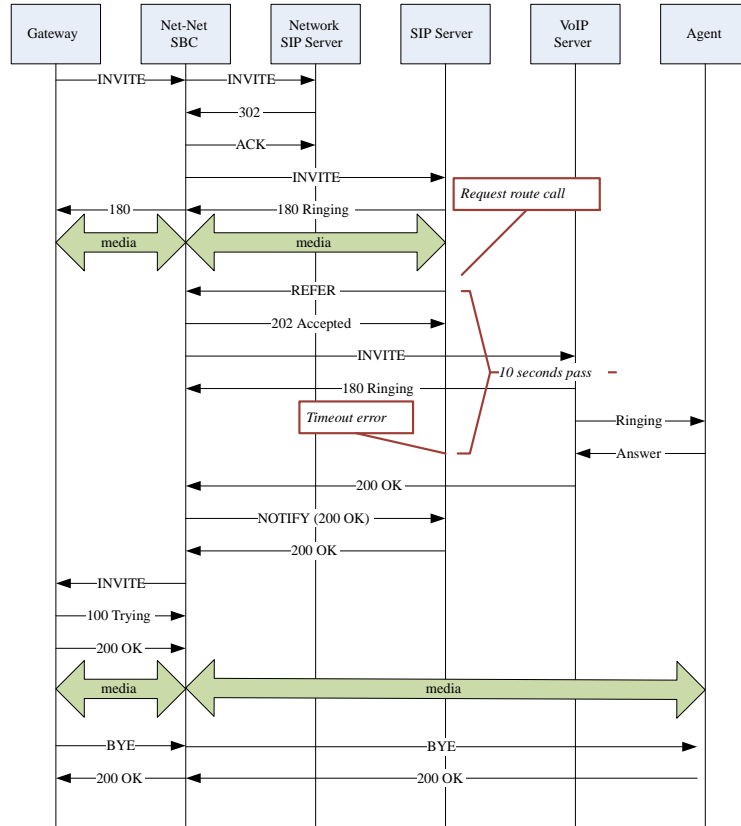 Gateway
Net-Net
SBC
Network
SIP Server
SIP Server
VoIP
Server
Agent
INVITE
INVITE
302
ACK
INVITE
Request route call
180
180 Ringing
media
media
REFER
202 Accepted
INVITE
10 seconds pass
180 Ringing
Timeout error
Ringing
Answer
200 OK
NOTIFY (200 OK)
200 OK
INVITE
100 Trying
200 OK
media
media
BYE
BYE
200 OK
200 OK